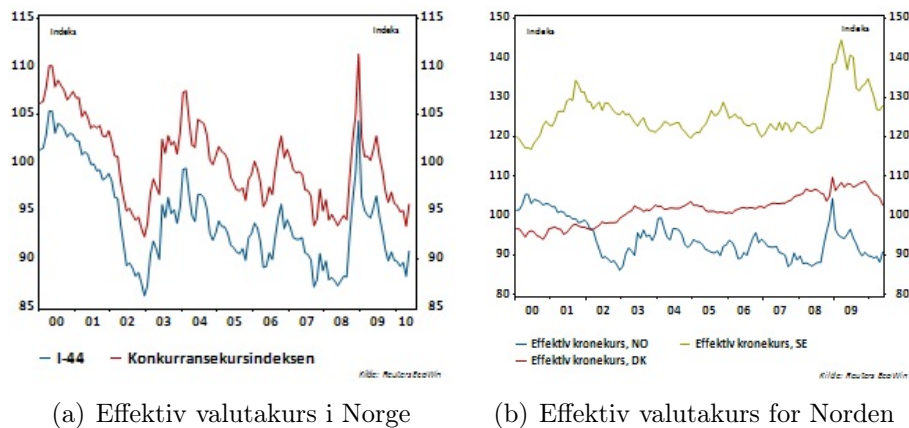 115
110
105
100
95
90
85
Indeks
Indeks
115
110
105
100
95
90
85
00 01 02 03 04 05 06 07 08 09 10
I-44 Konkurransekursindeksen
Kilde: Reuters EcoWin
(a) Effektiv valutakurs i Norge
150
140
130
120
110
100
90
80
Indeks
Indeks
150
140
130
120
110
100
90
80
00 01 02 03 04 05 06 07 08 09
Effektiv kronekurs, NO Effektiv kronekurs, SE
Effektiv kronekurs, DK
Kilde: Reuters EcoWin
(b) Effektiv valutakurs for Norden